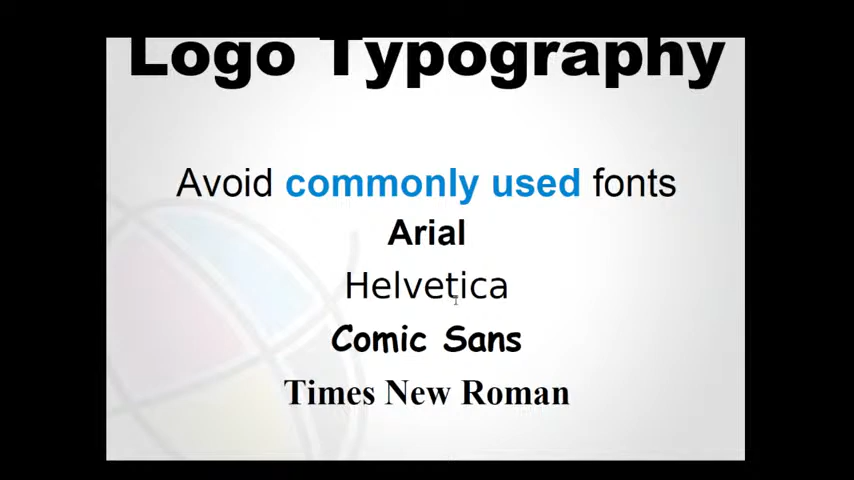 Logo Typography
Avoid commonly used fonts
Arial
Helvetica
Comic Sans
Times New Roman